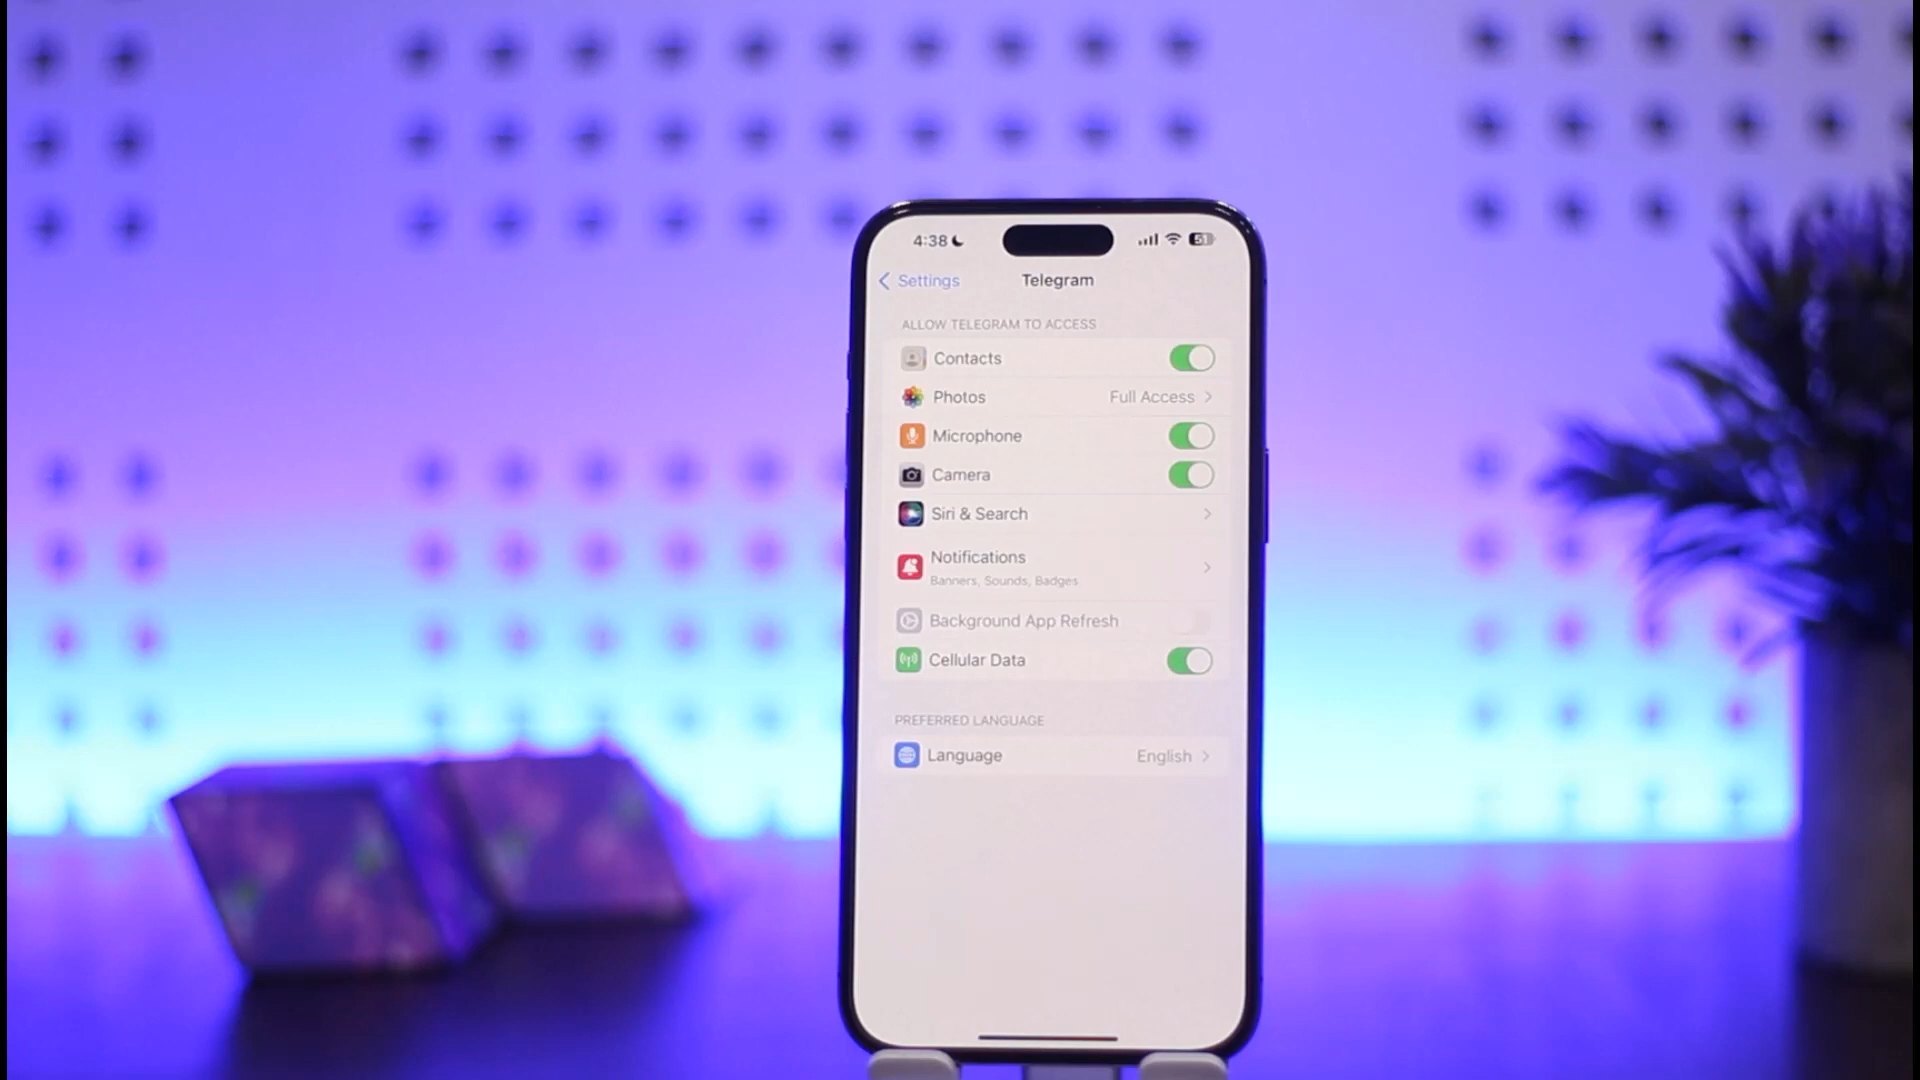 4:38
51
Settings
Telegram
ALLOW TELEGRAM TO ACCESS
Contacts
Photos Full Access
Microphone
Camera
Siri & Search
Notifications
Banners, Sounds, Badges
Background App Refresh
Cellular Data
PREFERRED LANGUAGE
Language English